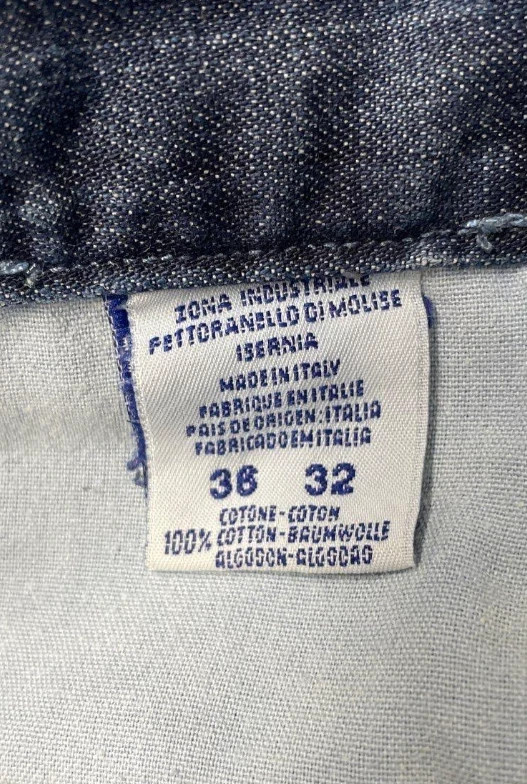 ZONA INDUSTRIALE
PETTORANELLO DI MOLISE
ISERNIA
MADE IN ITALY
FABRIQUE EN ITALIE
PAIS DE ORIGEN: ITALIA
FABRICADO EM ITALIA
36 32
COTONE-COTON
100% COTTON-BAUMWOLLE
ALGODON-ALGODAO